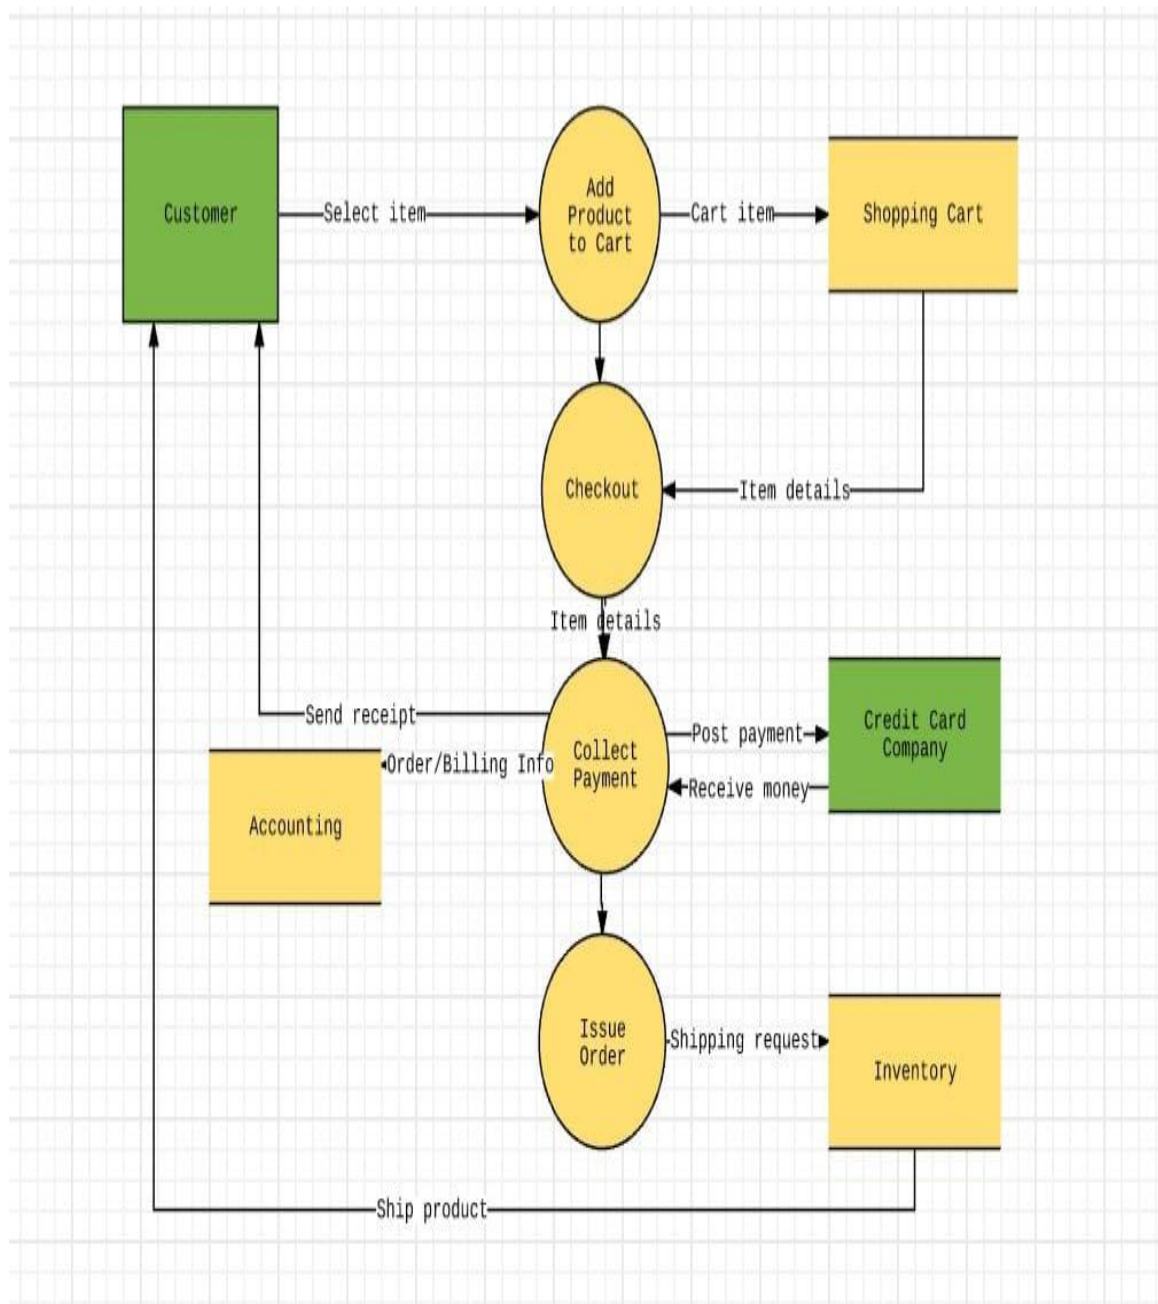 Customer
Select item
Add
Product
to Cart
Cart item
Shopping Cart
Checkout
Item details
Item details
Send receipt
Collect
Payment
Post payment
Receive money
Credit Card
Company
Order/Billing Info
Accounting
Issue
Order
Shipping request
Inventory
Ship product